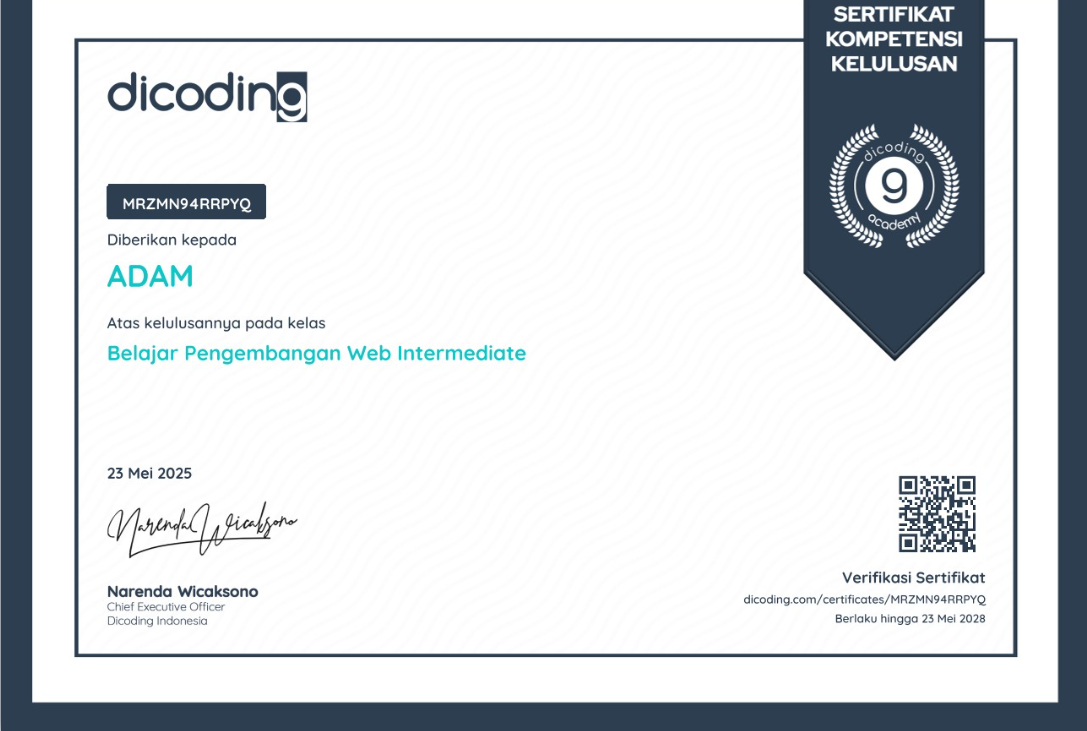 SERTIFIKAT
KOMPETENSI
KELULUSAN
dicoding
dicoding
g
academy
MRZMN94RRPYQ
Diberikan kepada
ADAM
Atas kelulusannya pada kelas
Belajar Pengembangan Web Intermediate
23 Mei 2025
Narenda Wicaksono
Narenda Wicaksono
Chief Executive Officer
Dicoding Indonesia
Verifikasi Sertifikat
dicoding.com/certificates/MRZMN94RRPYQ
Berlaku hingga 23 Mei 2028